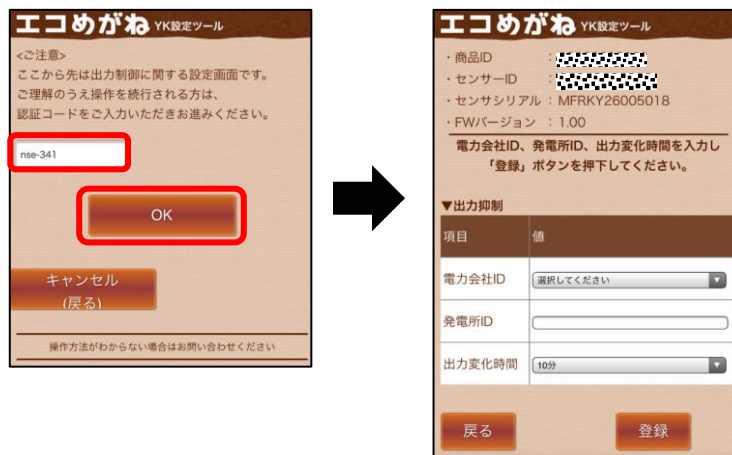 エコめがね YK設定ツール
<ご注意>
ここから先は出力制御に関する設定画面です。
ご理解のうえ操作を続行される方は、
認証コードをご入力いただきお進みください。
nse-341
OK
キャンセル
(戻る)
操作方法がわからない場合はお問い合わせください
エコめがね YK設定ツール
・商品ID :
・センサーID :
・センサシリアル : MFRKY26005018
・FWバージョン : 1.00
電力会社ID、発電所ID、出力変化時間を入力し
「登録」ボタンを押下してください。
▼出力抑制
項目 値
電力会社ID 選択してください
発電所ID
出力変化時間 10分
戻る 登録